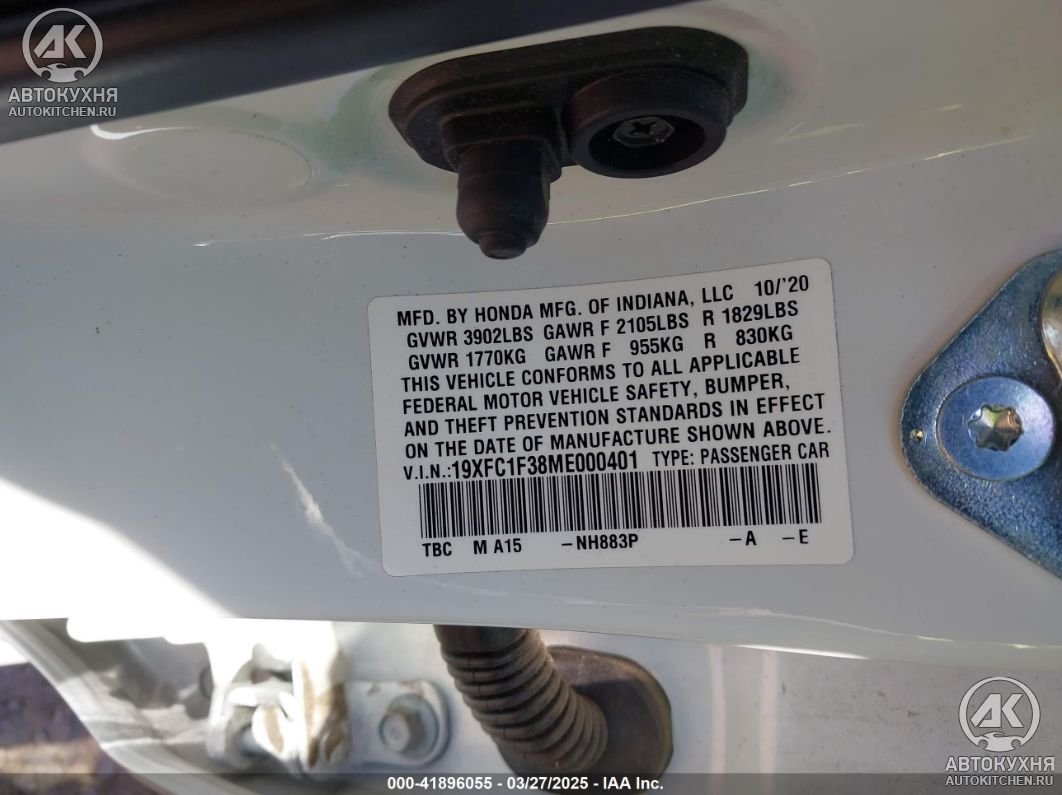 AK
АВТОКУХНЯ
AUTOKITCHEN.RU
MFD. BY HONDA MFG. OF INDIANA, LLC 10/'20
GVWR 3902LBS GAWR F 2105LBS R 1829LBS
GVWR 1770KG GAWR F 955KG R 830KG
THIS VEHICLE CONFORMS TO ALL APPLICABLE
FEDERAL MOTOR VEHICLE SAFETY, BUMPER,
AND THEFT PREVENTION STANDARDS IN EFFECT
ON THE DATE OF MANUFACTURE SHOWN ABOVE.
V.I.N.:19XFC1F38ME000401 TYPE: PASSENGER CAR
TBC M A15 -NH883P -A -E
AK
АВТОКУХНЯ
AUTOKITCHEN.RU
000-41896055 - 03/27/2025 - IAA Inc.